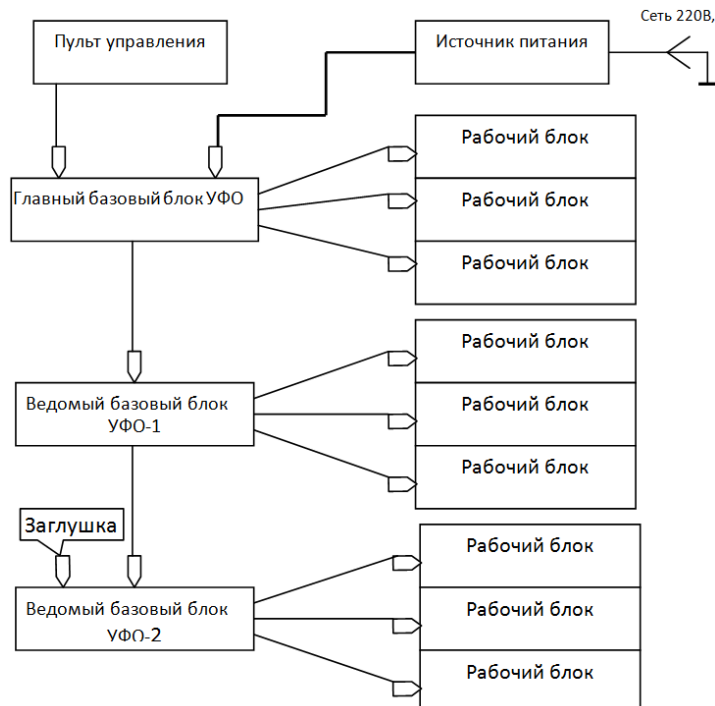 Сеть 220В,
Пульт управления
Источник питания
Рабочий блок
Главный базовый блок УФО
Рабочий блок
Рабочий блок
Рабочий блок
Ведомый базовый блок
УФО-1
Рабочий блок
Рабочий блок
Заглушка
Рабочий блок
Ведомый базовый блок
УФО-2
Рабочий блок
Рабочий блок